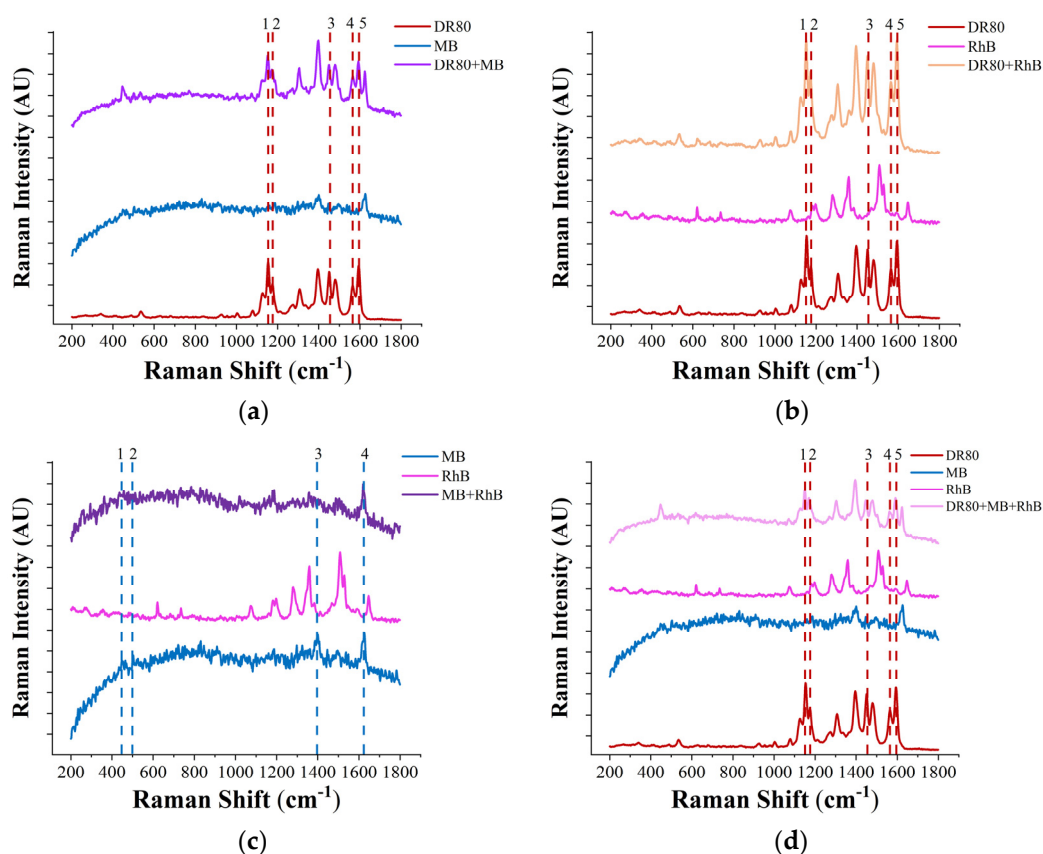 1 2 3 4 5
DR80
MB
DR80+MB
Raman Intensity (AU)
200 400 600 800 1000 1200 1400 1600 1800
Raman Shift (cm⁻¹)
(a)
1 2 3 4 5
DR80
RhB
DR80+RhB
Raman Intensity (AU)
200 400 600 800 1000 1200 1400 1600 1800
Raman Shift (cm⁻¹)
(b)
1 2 3 4
MB
RhB
MB+RhB
Raman Intensity (AU)
200 400 600 800 1000 1200 1400 1600 1800
Raman Shift (cm⁻¹)
(c)
1 2 3 4 5
DR80
MB
RhB
DR80+MB+RhB
Raman Intensity (AU)
200 400 600 800 1000 1200 1400 1600 1800
Raman Shift (cm⁻¹)
(d)